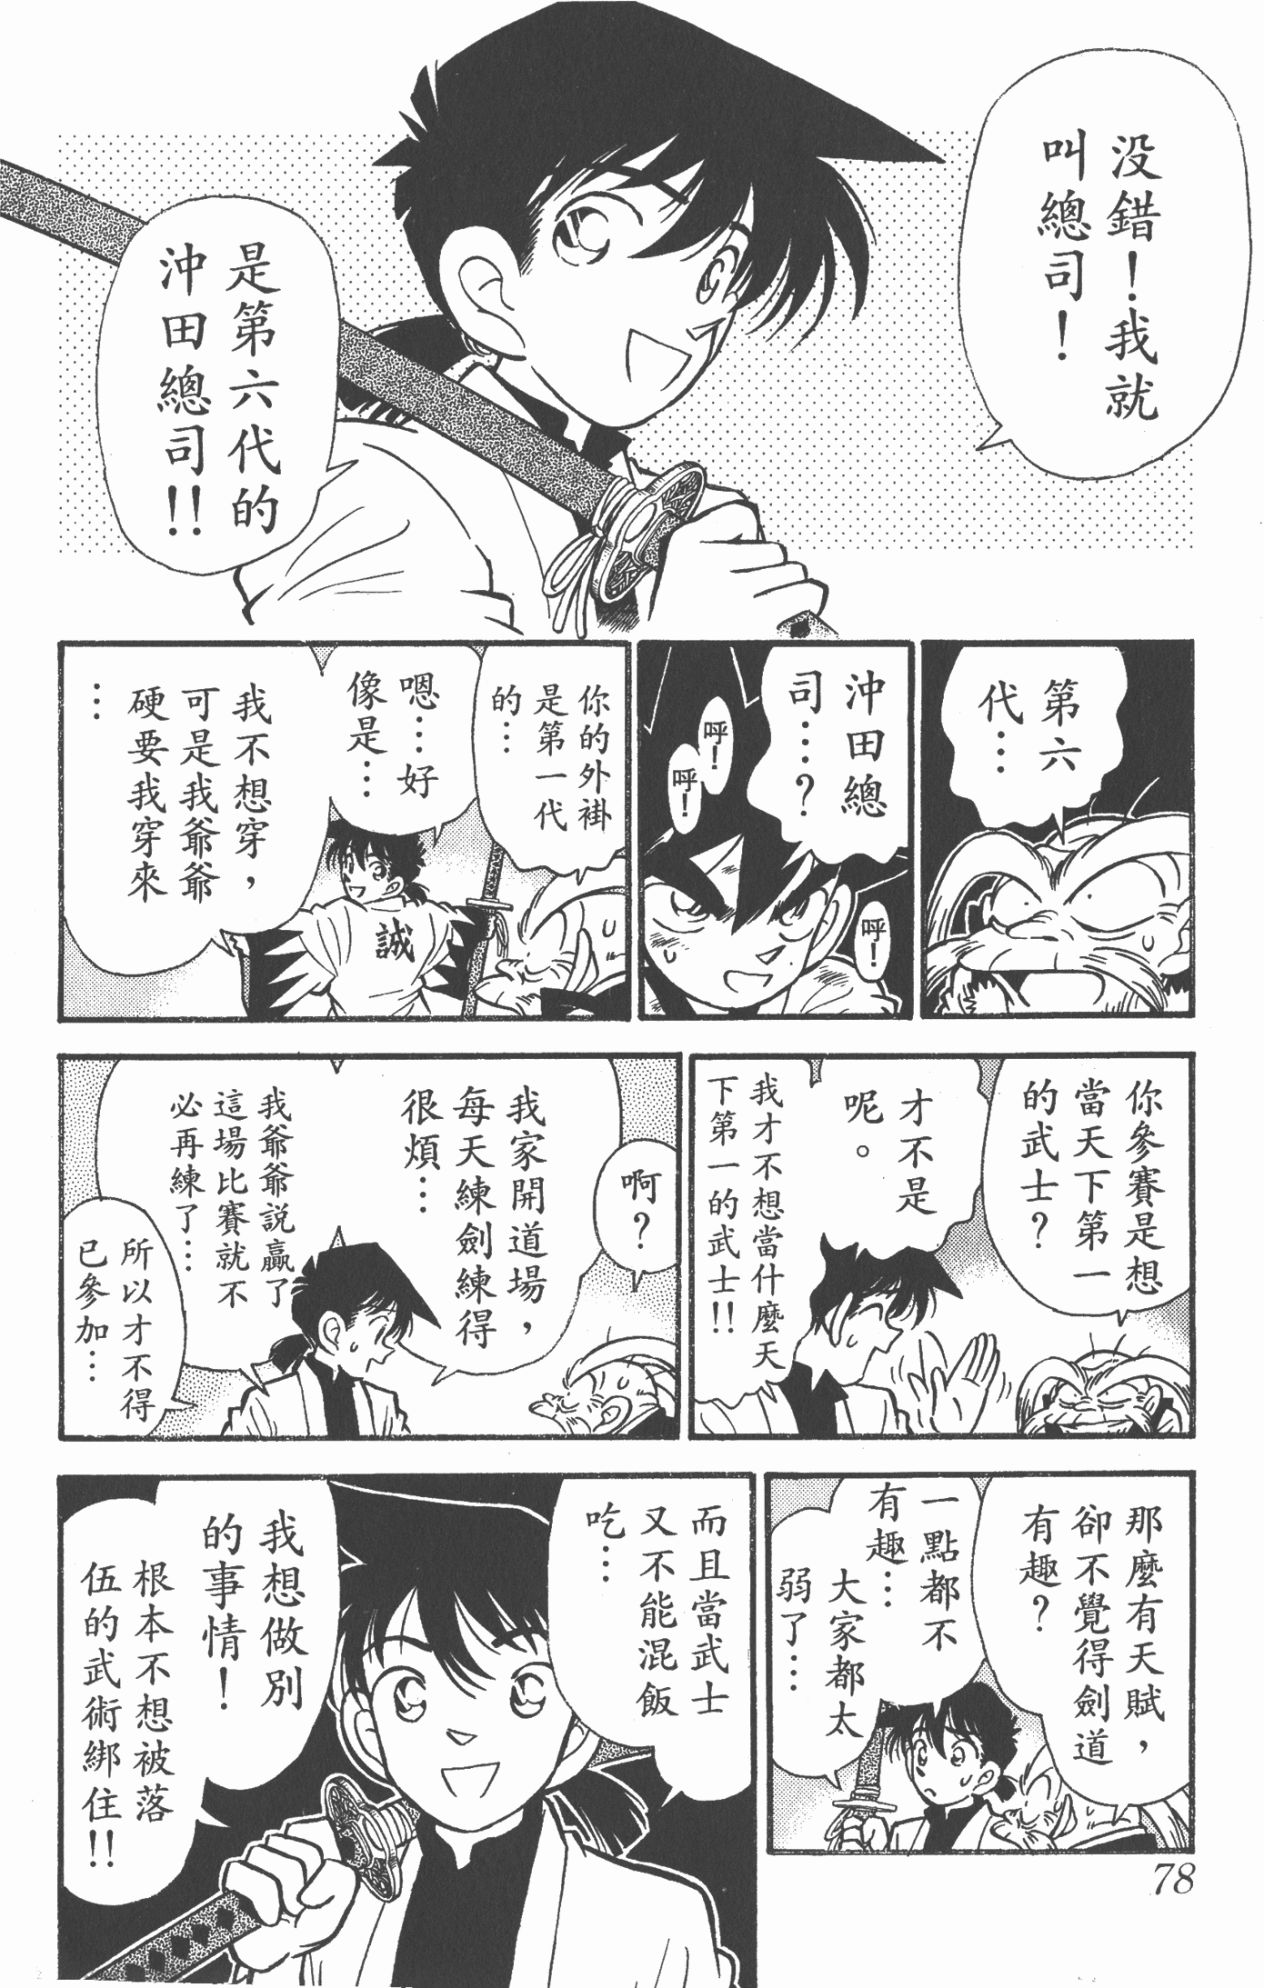 没錯！我就
叫總司！
是第六代的
沖田總司!!
第六
代…
沖田總
司…？
呼！
呼！
呼！
你的外褂
是第一代
的…
嗯…好
像是…
我不想穿，
可是我爺爺
硬要我穿來
…
誠
你參賽是想
當天下第一
的武士？
才不是
呢。
我才不想當什麼天
下第一的武士!!
啊？
我家開道場，
每天練劍練得
很煩…
我爺爺說贏了
這場比賽就不
必再練了…
所以才不得
已參加…
那麼有天賦，
卻不覺得劍道
有趣？
一點都不
有趣…
大家都太
弱了…
而且當武士
又不能混飯
吃…
我想做別
的事情！
根本不想被落
伍的武術綁住!!
78